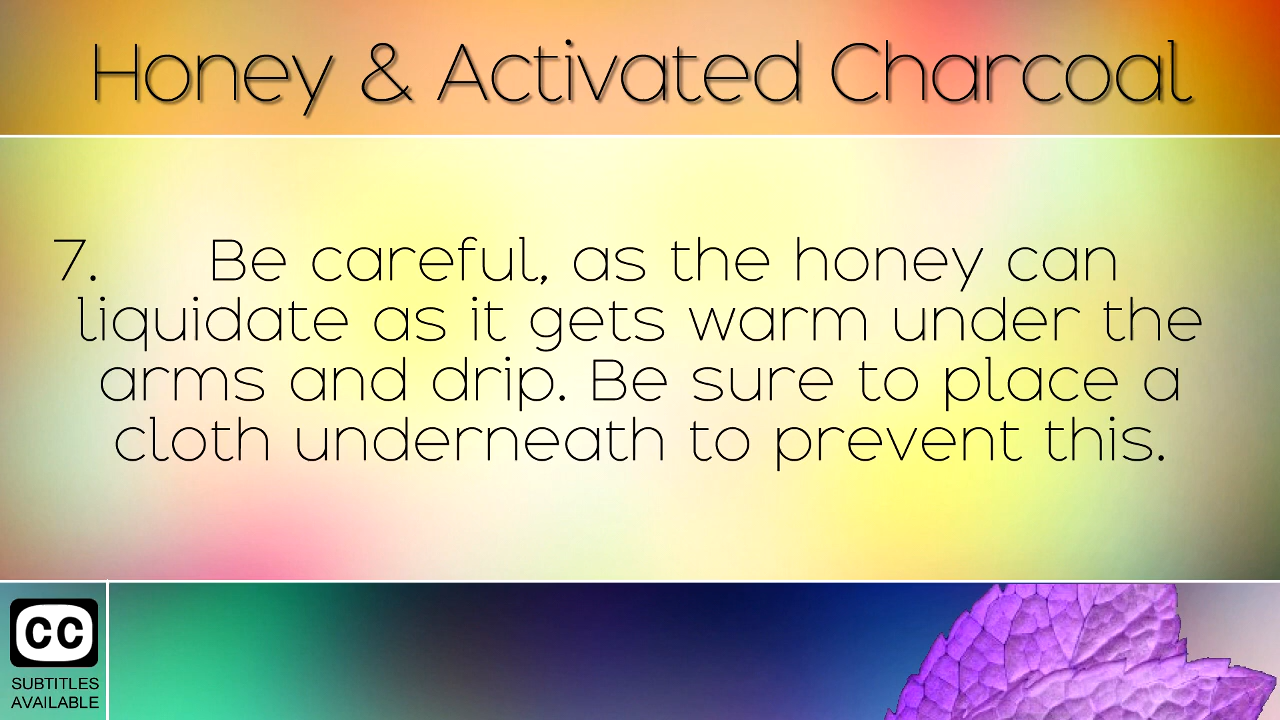 Honey & Activated Charcoal
7. Be careful, as the honey can
liquidate as it gets warm under the
arms and drip. Be sure to place a
cloth underneath to prevent this.
CC
SUBTITLES
AVAILABLE